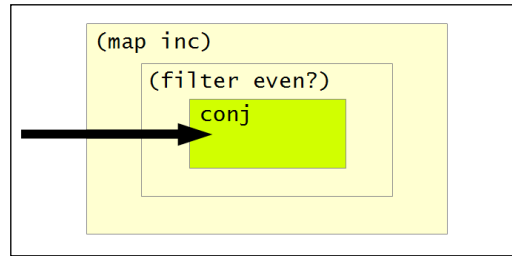 (map inc)
(filter even?)
conj